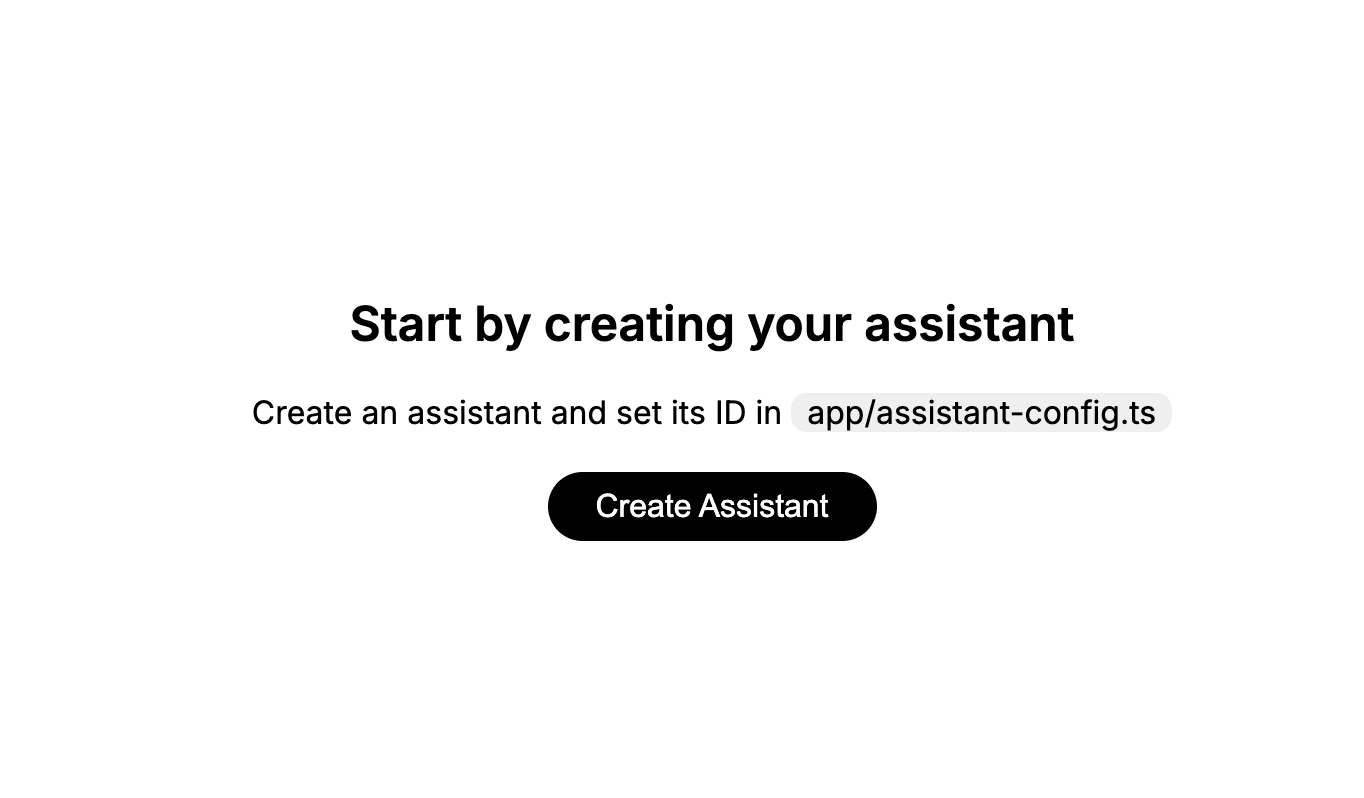 Start by creating your assistant
Create an assistant and set its ID in app/assistant-config.ts
Create Assistant